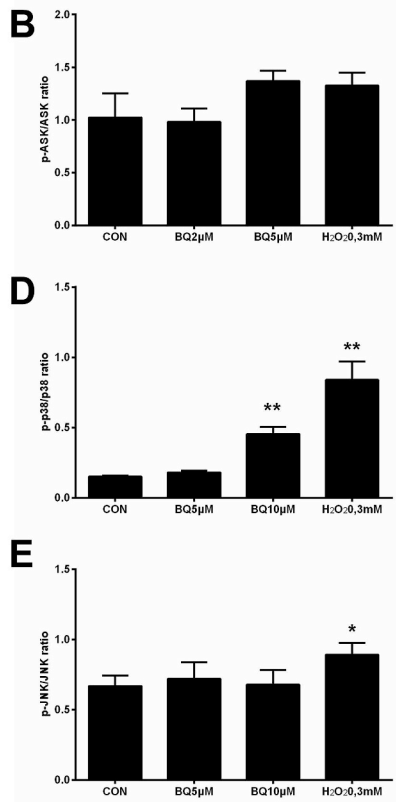 B
p-ASK/ASK ratio
2.0
1.5
1.0
0.5
0.0
CON BQ2µM BQ5µM H₂O₂0,3mM
D
p-p38/p38 ratio
1.5
1.0
0.5
0.0
**
**
CON BQ5µM BQ10µM H₂O₂0,3mM
E
p-JNK/JNK ratio
1.5
1.0
0.5
0.0
*
CON BQ5µM BQ10µM H₂O₂0,3mM